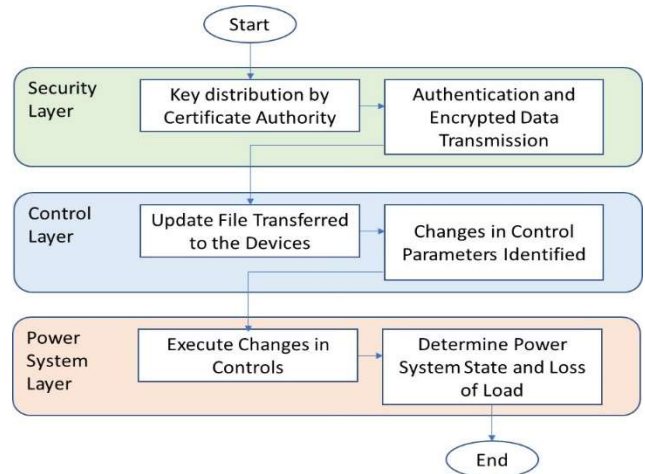 Start
Security
Layer
Key distribution by
Certificate Authority
Authentication and
Encrypted Data
Transmission
Control
Layer
Update File Transferred
to the Devices
Changes in Control
Parameters Identified
Power
System
Layer
Execute Changes in
Controls
Determine Power
System State and Loss
of Load
End